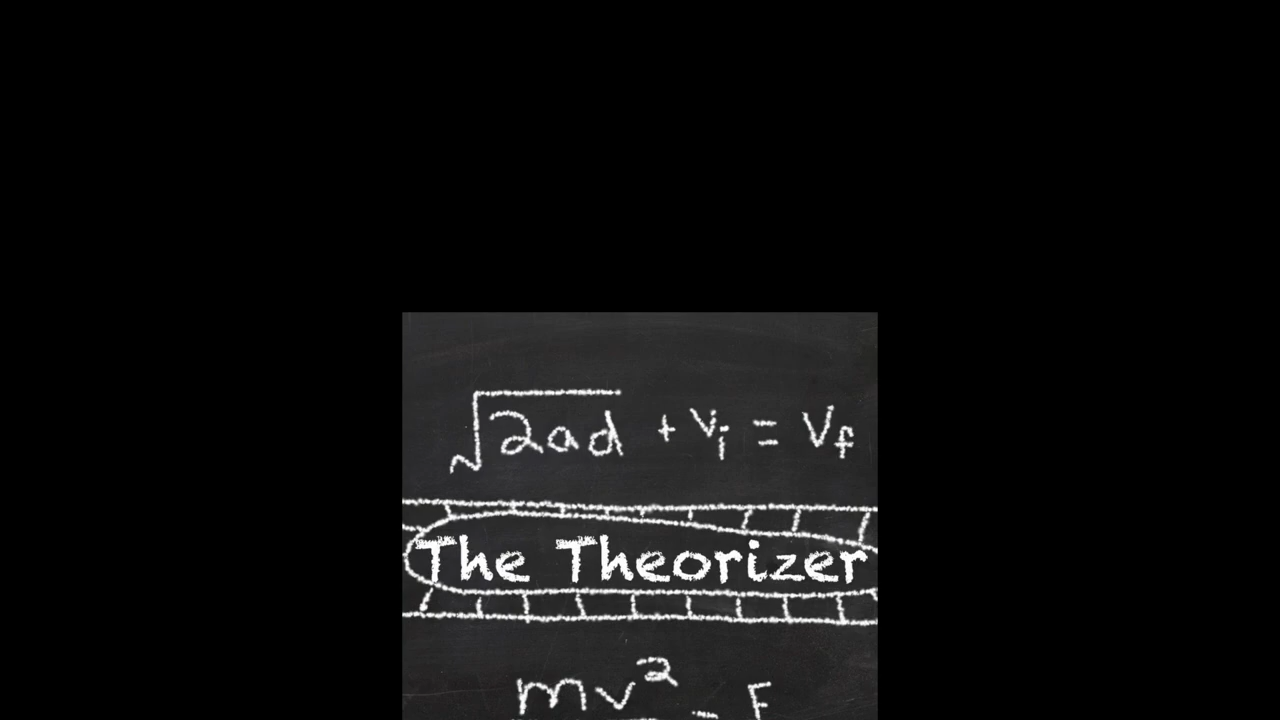 √2ad + Vi = Vf
The Theorizer
mv² = F